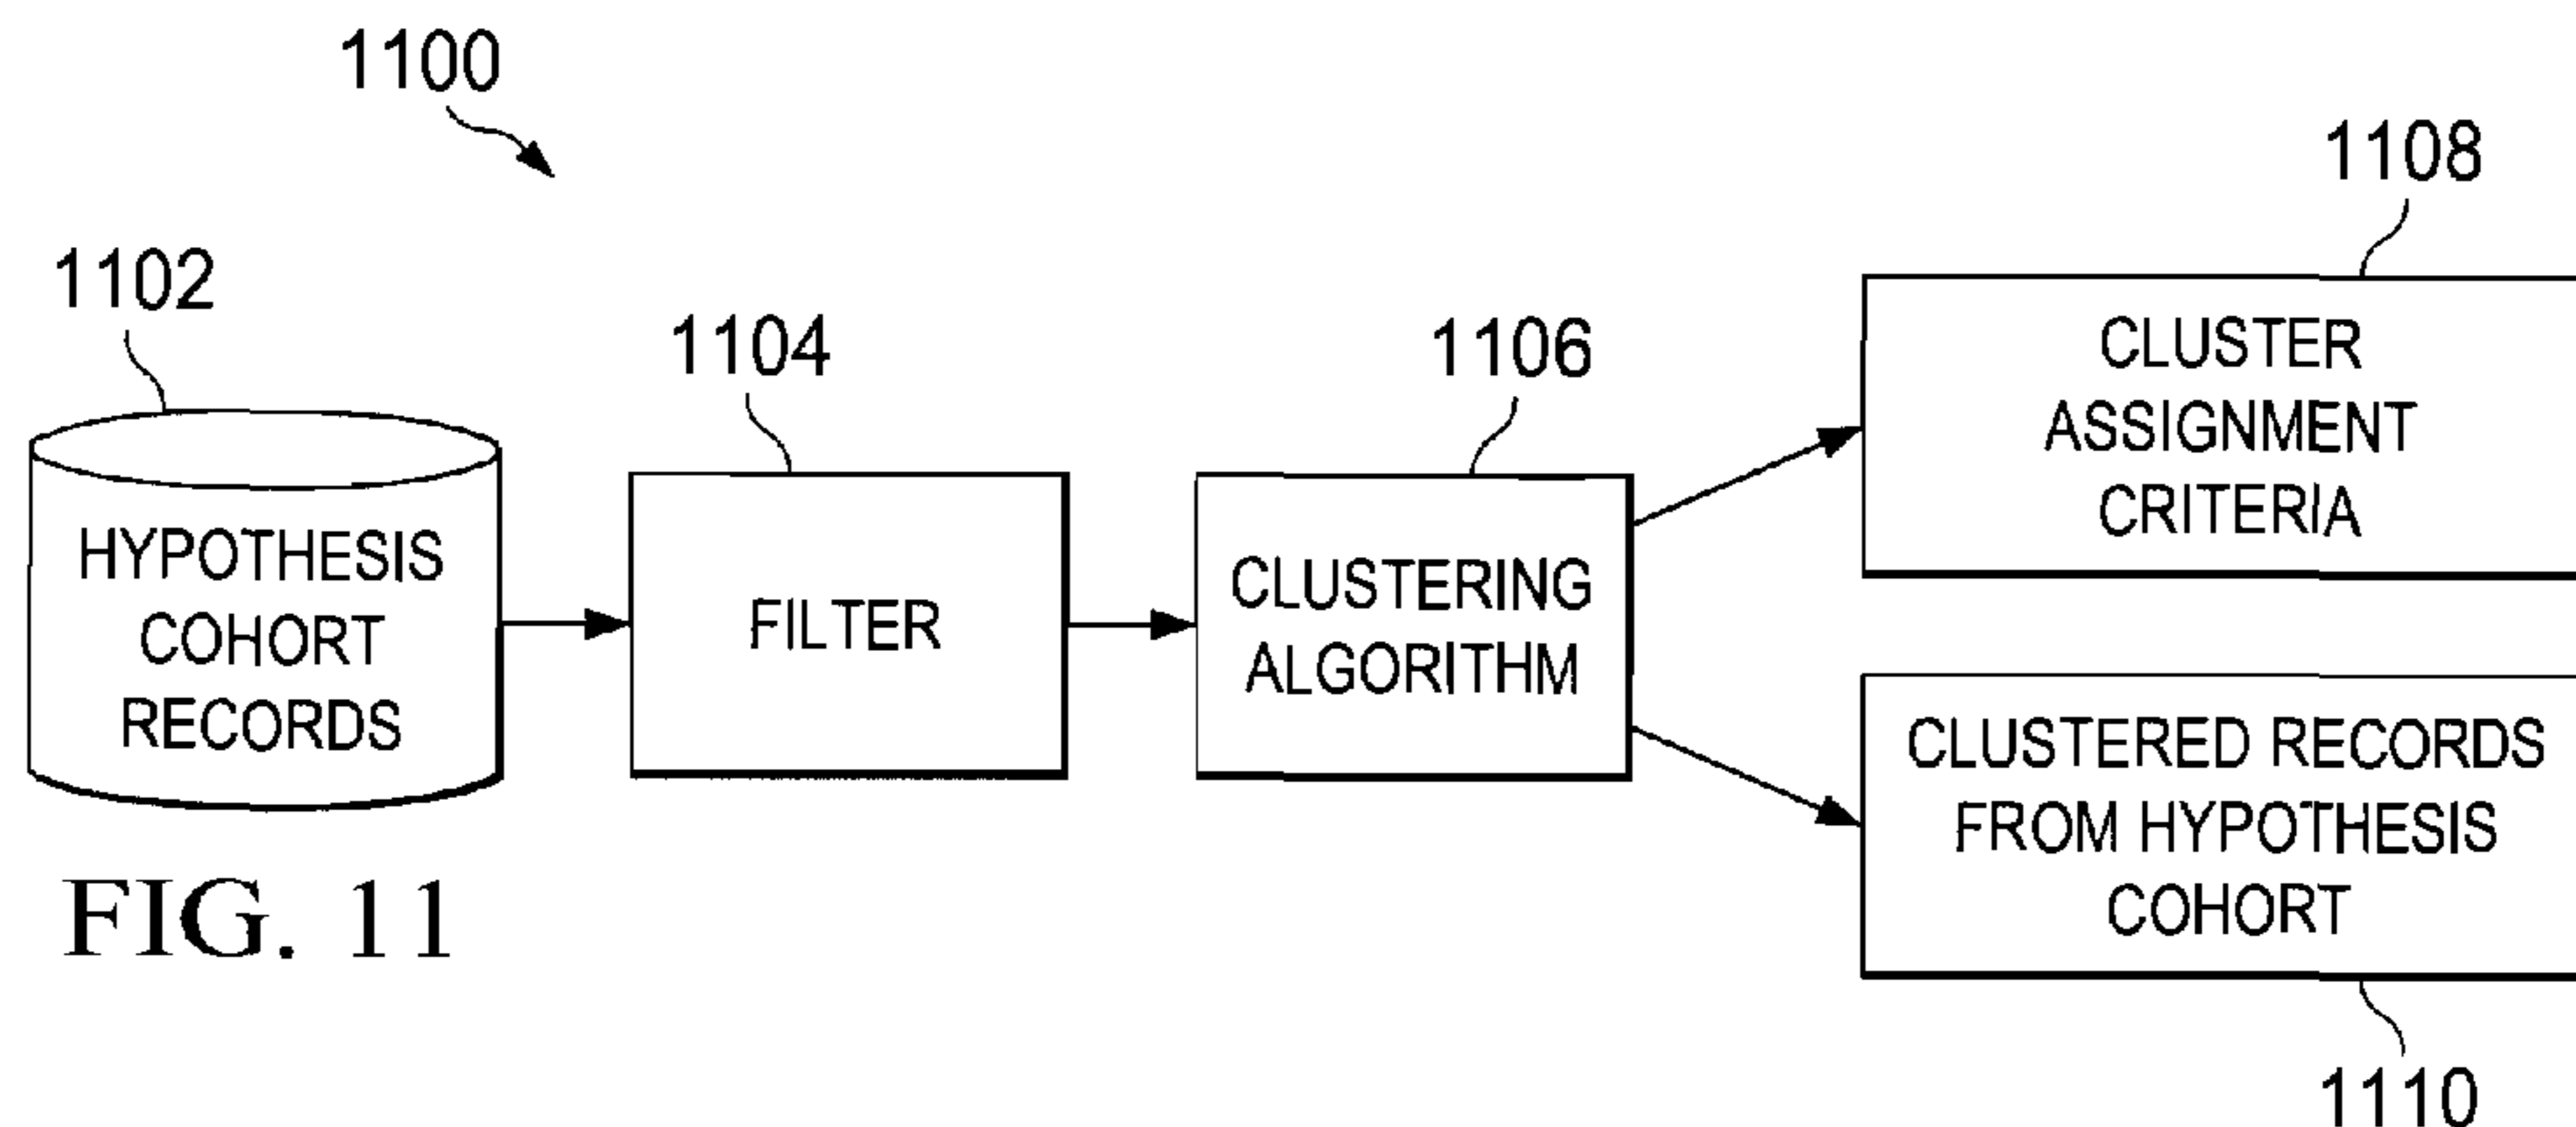 1100
1102
HYPOTHESIS
COHORT
RECORDS
1104
FILTER
1106
CLUSTERING
ALGORITHM
1108
CLUSTER
ASSIGNMENT
CRITERIA
CLUSTERED RECORDS
FROM HYPOTHESIS
COHORT
1110
FIG. 11